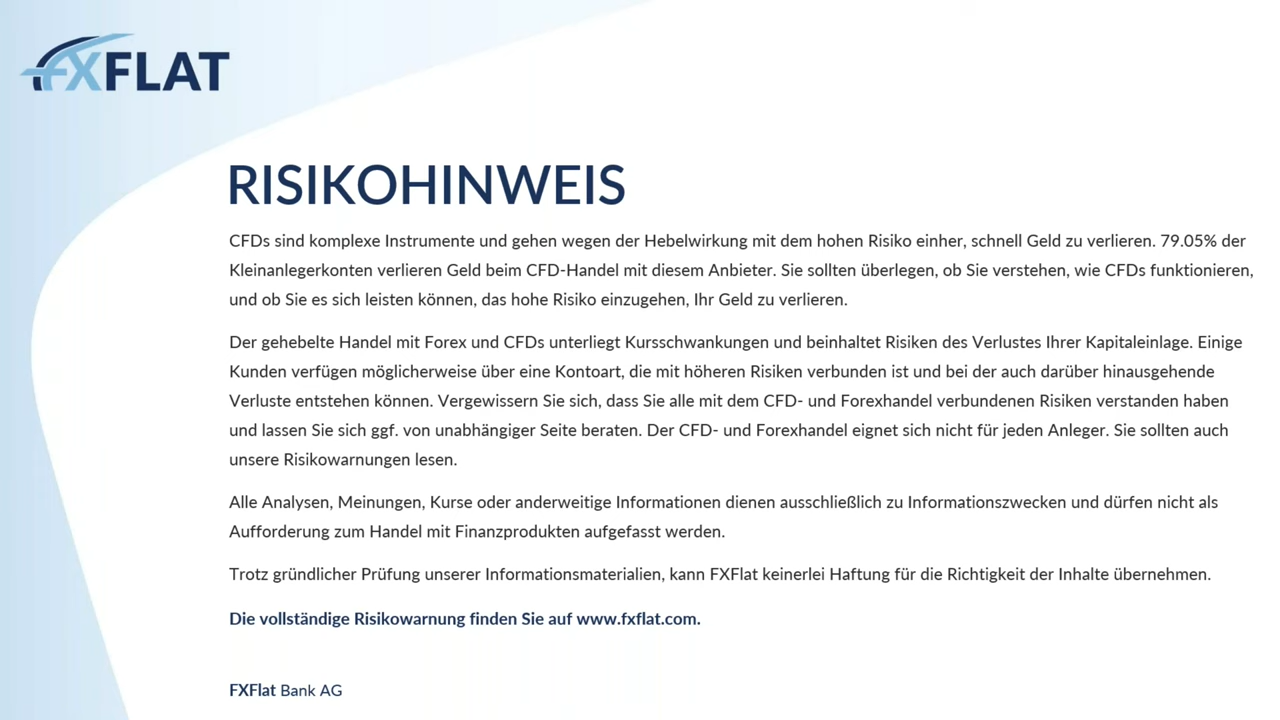 FXFLAT
RISIKOHINWEIS
CFDs sind komplexe Instrumente und gehen wegen der Hebelwirkung mit dem hohen Risiko einher, schnell Geld zu verlieren. 79.05% der
Kleinanlegerkonten verlieren Geld beim CFD-Handel mit diesem Anbieter. Sie sollten überlegen, ob Sie verstehen, wie CFDs funktionieren,
und ob Sie es sich leisten können, das hohe Risiko einzugehen, Ihr Geld zu verlieren.
Der gehebelte Handel mit Forex und CFDs unterliegt Kursschwankungen und beinhaltet Risiken des Verlustes Ihrer Kapitaleinlage. Einige
Kunden verfügen möglicherweise über eine Kontoart, die mit höheren Risiken verbunden ist und bei der auch darüber hinausgehende
Verluste entstehen können. Vergewissern Sie sich, dass Sie alle mit dem CFD- und Forexhandel verbundenen Risiken verstanden haben
und lassen Sie sich ggf. von unabhängiger Seite beraten. Der CFD- und Forexhandel eignet sich nicht für jeden Anleger. Sie sollten auch
unsere Risikowarnungen lesen.
Alle Analysen, Meinungen, Kurse oder anderweitige Informationen dienen ausschließlich zu Informationszwecken und dürfen nicht als
Aufforderung zum Handel mit Finanzprodukten aufgefasst werden.
Trotz gründlicher Prüfung unserer Informationsmaterialien, kann FXFlat keinerlei Haftung für die Richtigkeit der Inhalte übernehmen.
Die vollständige Risikowarnung finden Sie auf www.fxflat.com.
FXFlat Bank AG